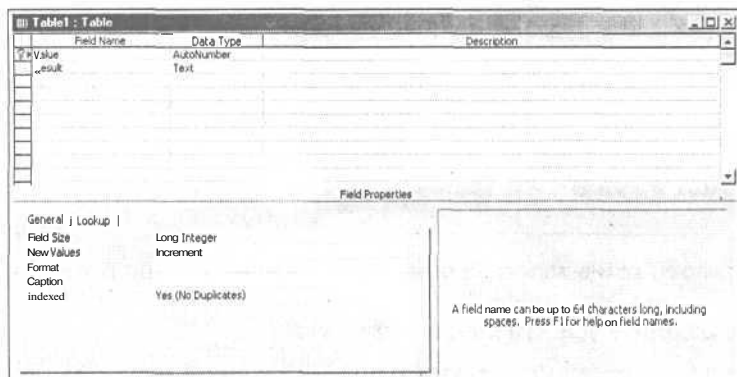 Table1 : Table
Field Name Data Type Description
Value AutoNumber
esult Text
Field Properties
General Lookup
Field Size Long Integer
New Values Increment
Format
Caption
indexed Yes (No Duplicates)
A field name can be up to 64 characters long, including
spaces. Press F1 for help on field names.